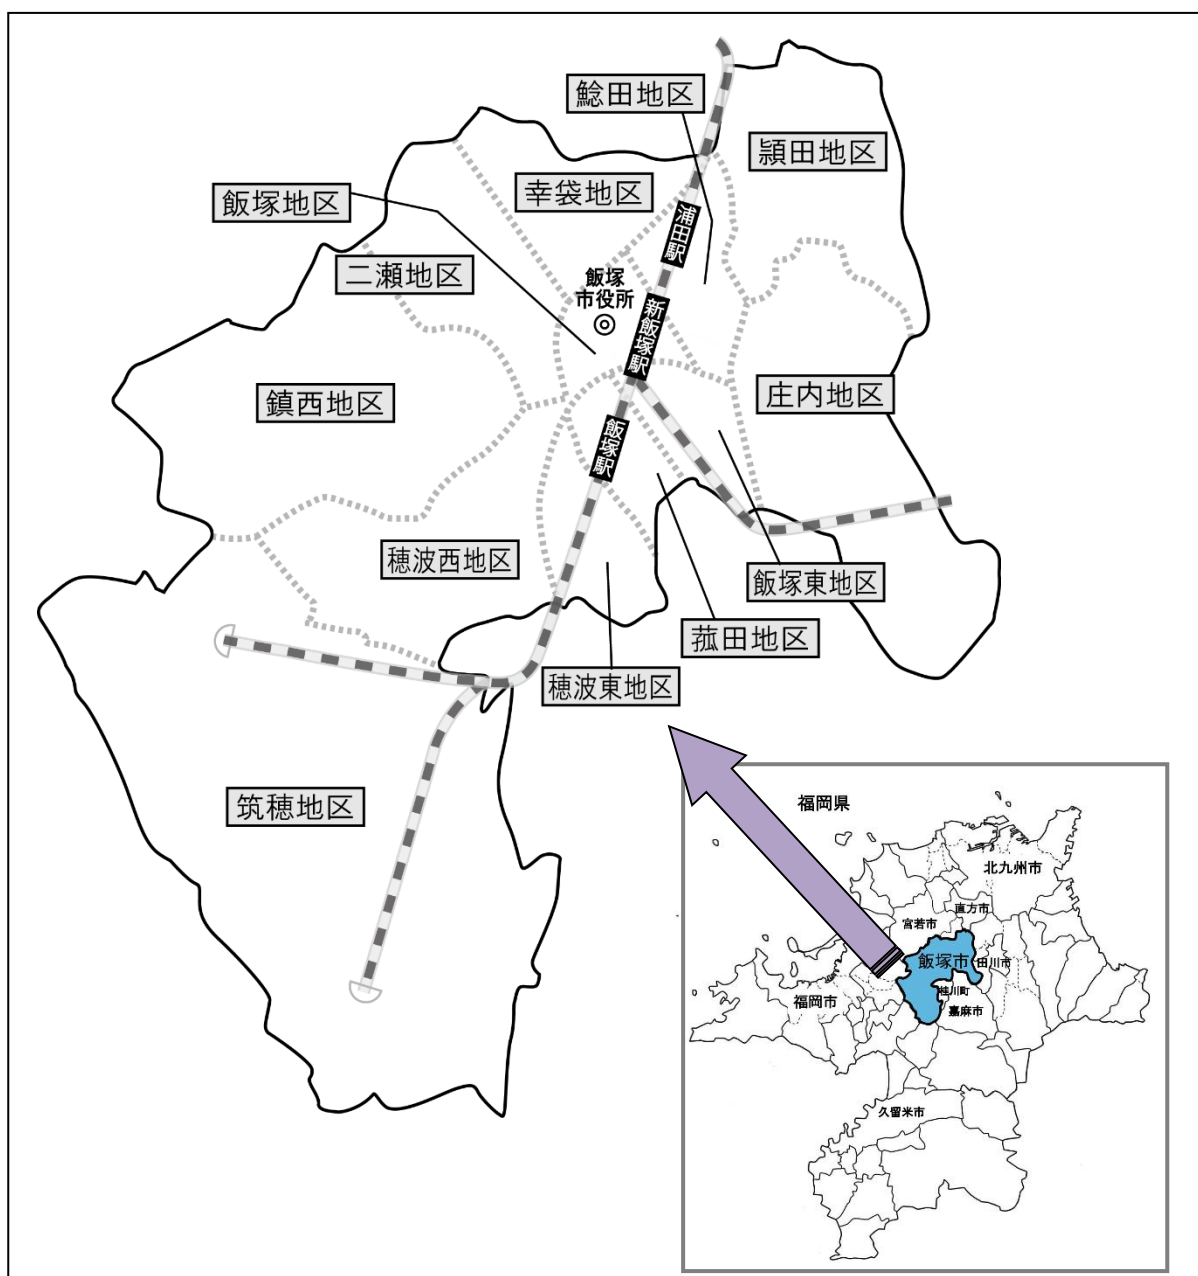 鯰田地区
頴田地区
幸袋地区
飯塚地区
浦田駅
二瀬地区
飯塚
市役所
新飯塚駅
鎮西地区
庄内地区
飯塚駅
穂波西地区
飯塚東地区
菰田地区
穂波東地区
筑穂地区
福岡県
北九州市
直方市
宮若市
飯塚市
田川市
桂川町
福岡市
嘉麻市
久留米市